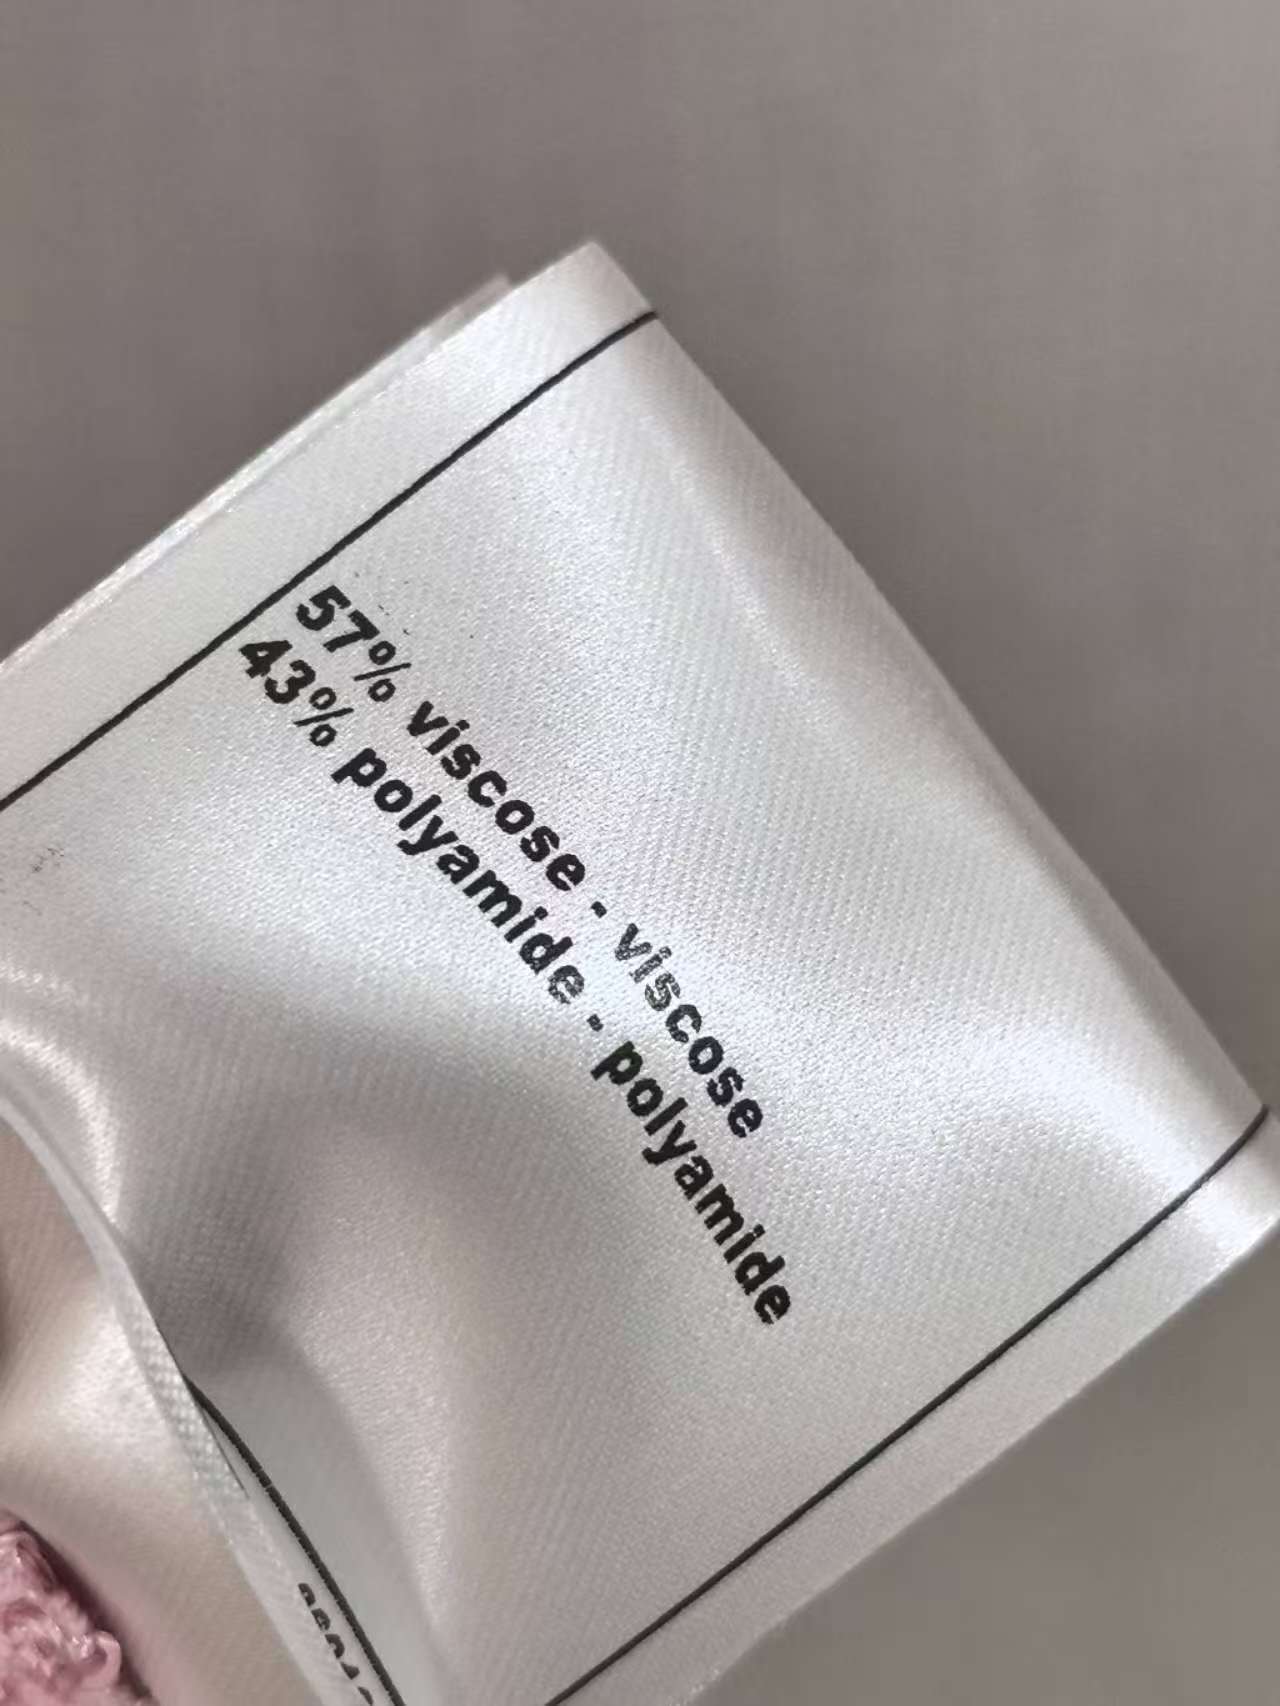 57% viscose - viscose
43% polyamide - polyamide